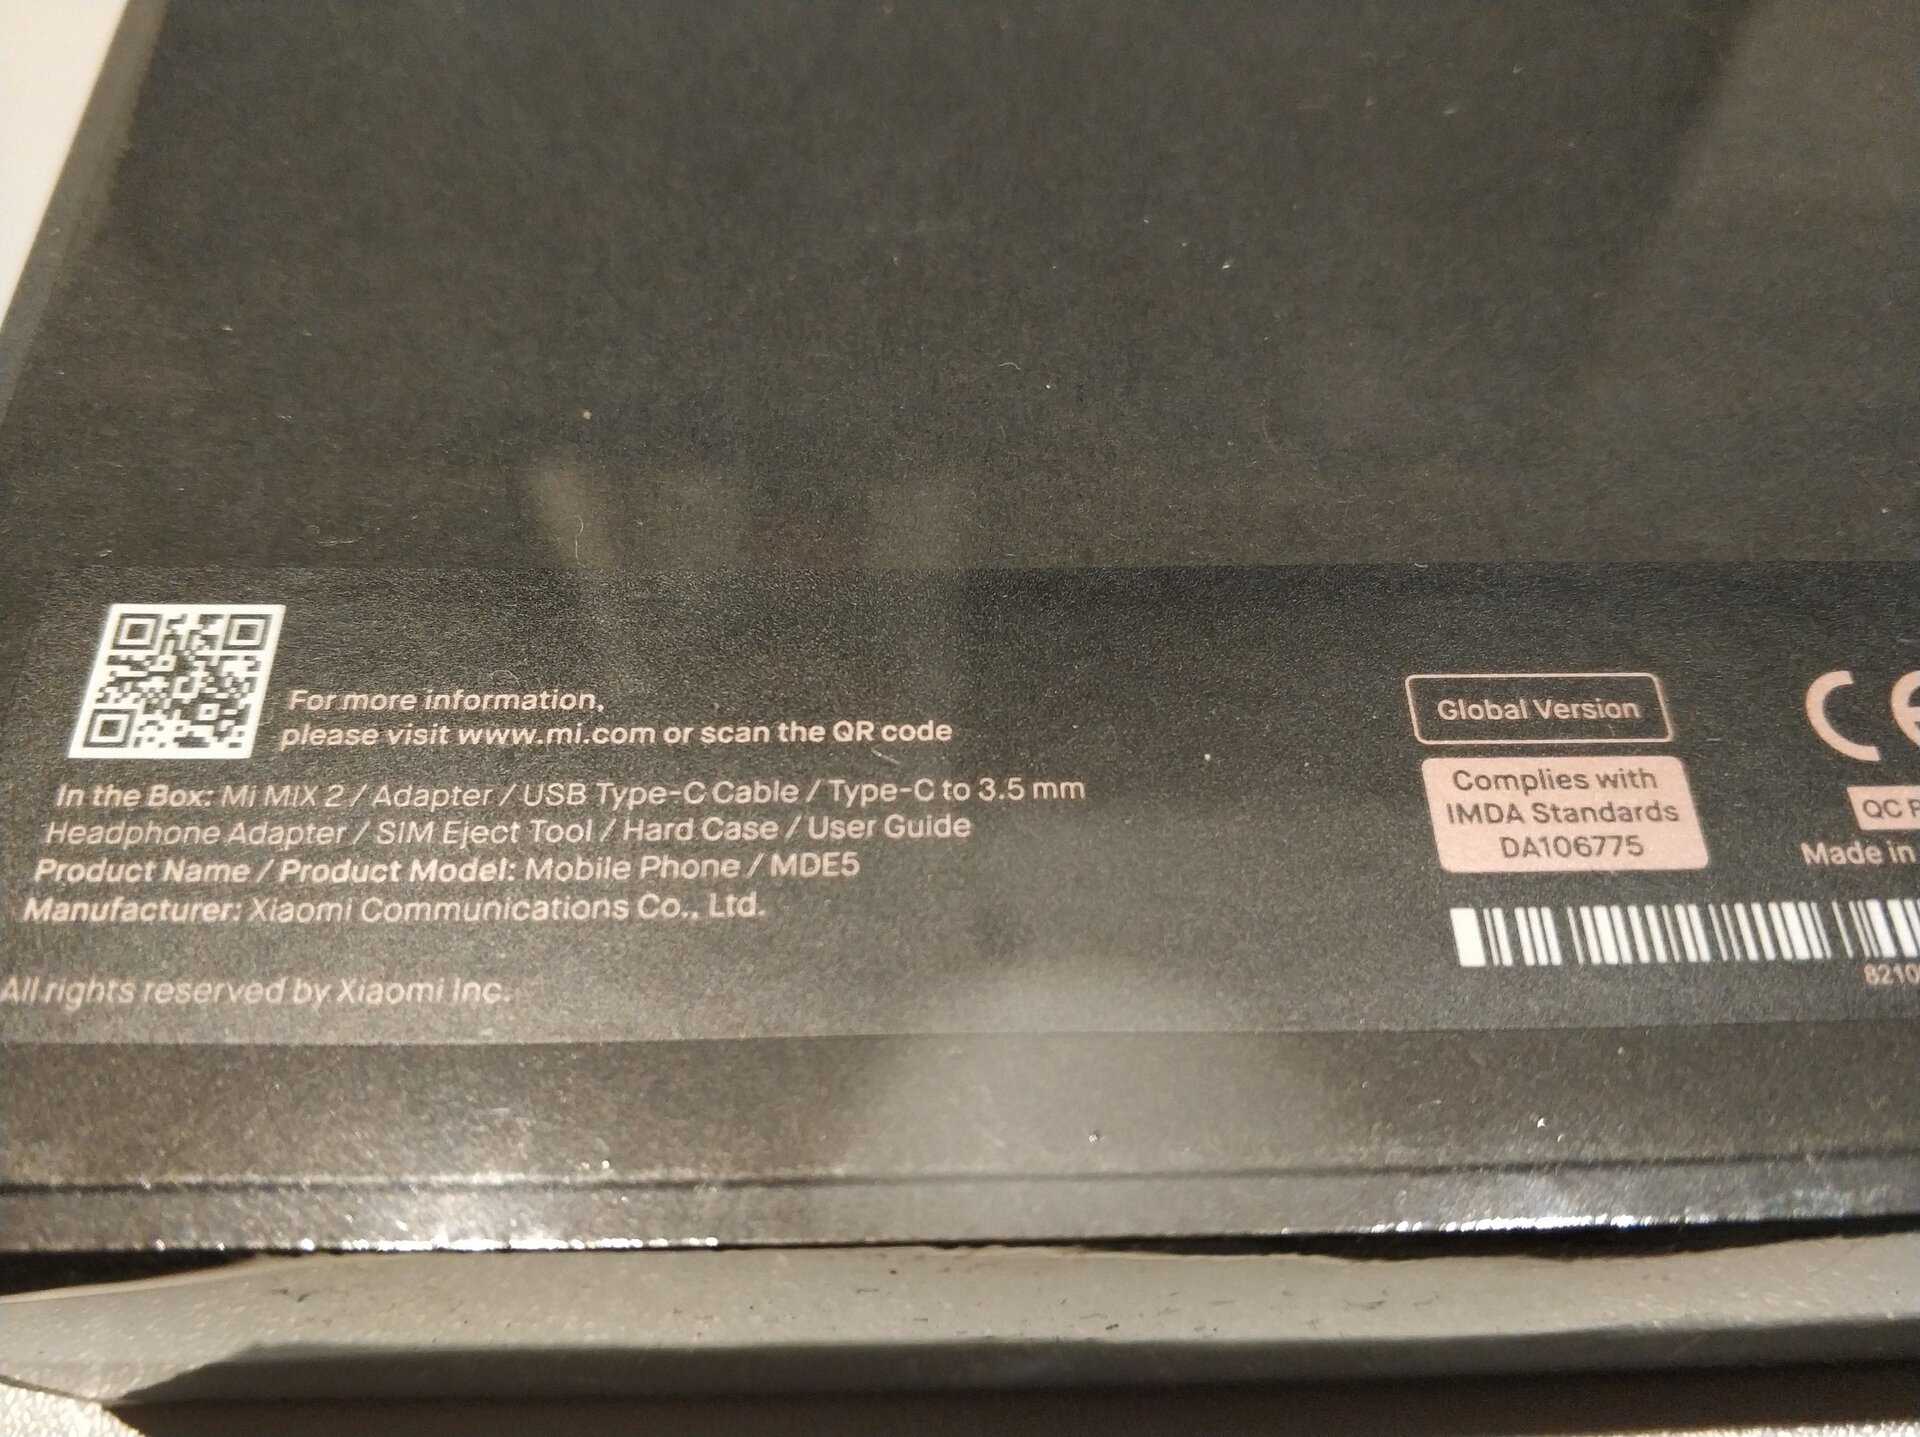 For more information,
please visit www.mi.com or scan the QR code
In the Box: Mi MIX 2 / Adapter / USB Type-C Cable / Type-C to 3.5 mm
Headphone Adapter / SIM Eject Tool / Hard Case / User Guide
Product Name / Product Model: Mobile Phone / MDE5
Manufacturer: Xiaomi Communications Co., Ltd.
All rights reserved by Xiaomi Inc.
Global Version
Complies with
IMDA Standards
DA106775
CE
QC
Made in
8210